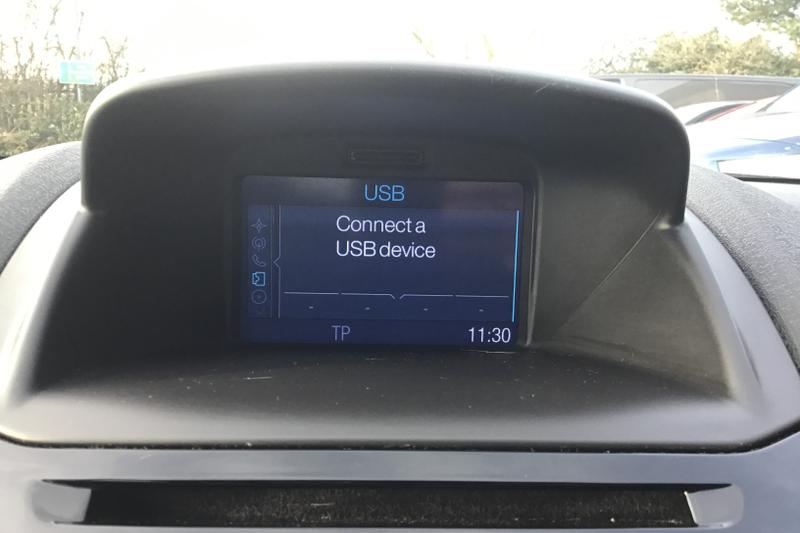 USB
Connect a
USB device
- - - -
TP 11:30